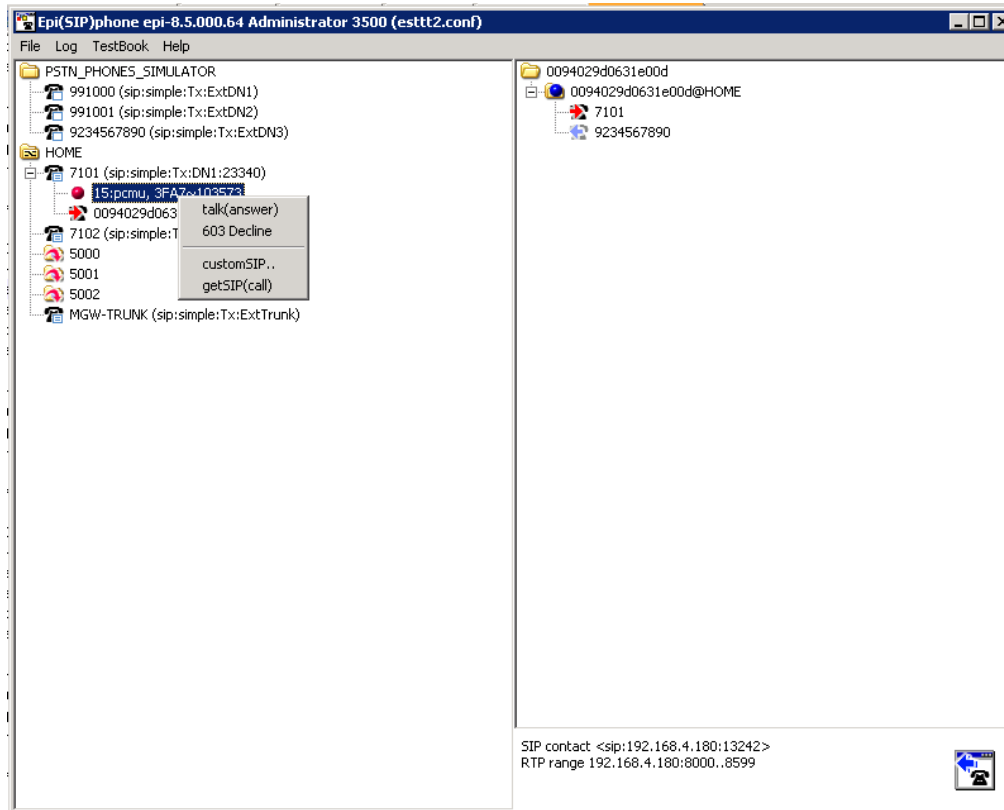 Epi(SIP)phone epi-8.5.000.64 Administrator 3500 (esttt2.conf)
File Log TestBook Help
PSTN_PHONES_SIMULATOR
991000 (sip:simple:Tx:ExtDN1)
991001 (sip:simple:Tx:ExtDN2)
9234567890 (sip:simple:Tx:ExtDN3)
HOME
7101 (sip:simple:Tx:DN1:23340)
15:pcmu, 3FA7~103573
0094029d063
7102 (sip:simple:T
5000
5001
5002
MGW-TRUNK (sip:simple:Tx:ExtTrunk)
talk(answer)
603 Decline
customSIP..
getSIP(call)
0094029d0631e00d
0094029d0631e00d@HOME
7101
9234567890
SIP contact <sip:192.168.4.180:13242>
RTP range 192.168.4.180:8000..8599